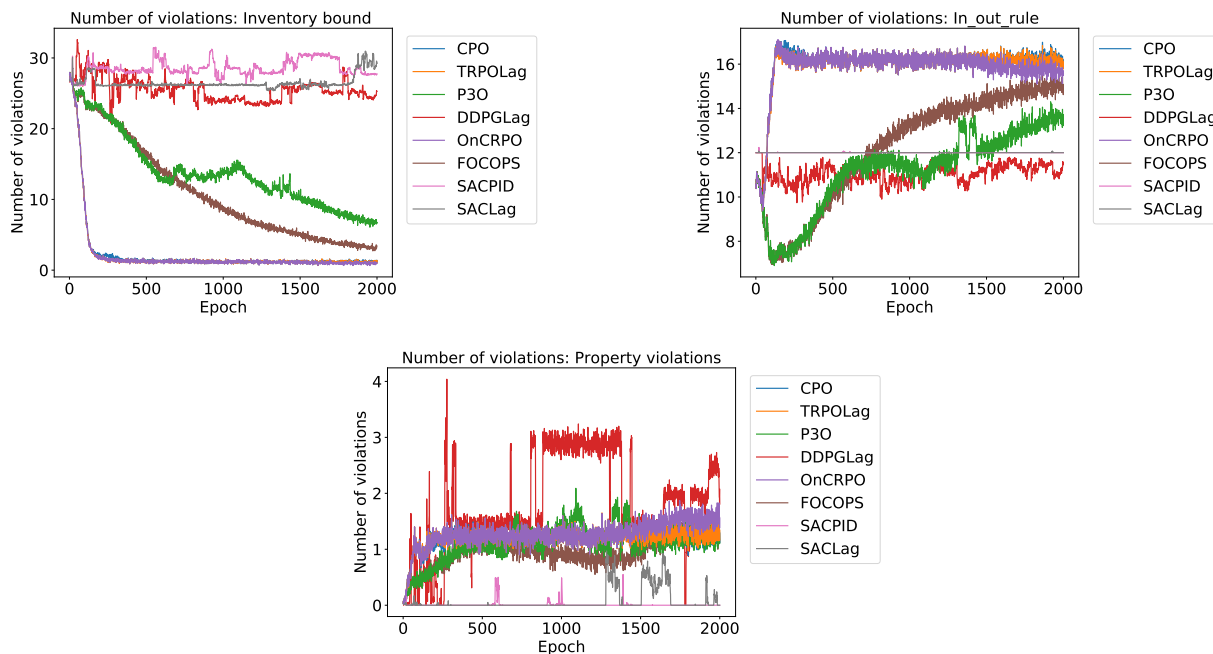 Number of violations: Inventory bound
Number of violations
30
20
10
0
0 500 1000 1500 2000
Epoch
CPO
TRPOLag
P3O
DDPGLag
OnCRPO
FOCOPS
SACPID
SACLag
Number of violations: In_out_rule
Number of violations
16
14
12
10
8
0 500 1000 1500 2000
Epoch
CPO
TRPOLag
P3O
DDPGLag
OnCRPO
FOCOPS
SACPID
SACLag
Number of violations: Property violations
Number of violations
4
3
2
1
0
0 500 1000 1500 2000
Epoch
CPO
TRPOLag
P3O
DDPGLag
OnCRPO
FOCOPS
SACPID
SACLag